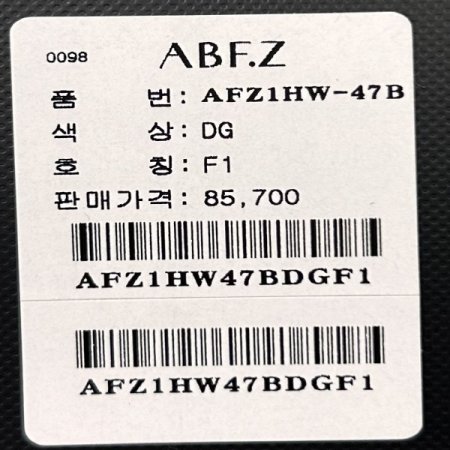 0098 ABF.Z
품 번: AFZ1HW-47B
색 상: DG
호 칭: F1
판매가격: 85,700
AFZ1HW47BDGF1
AFZ1HW47BDGF1